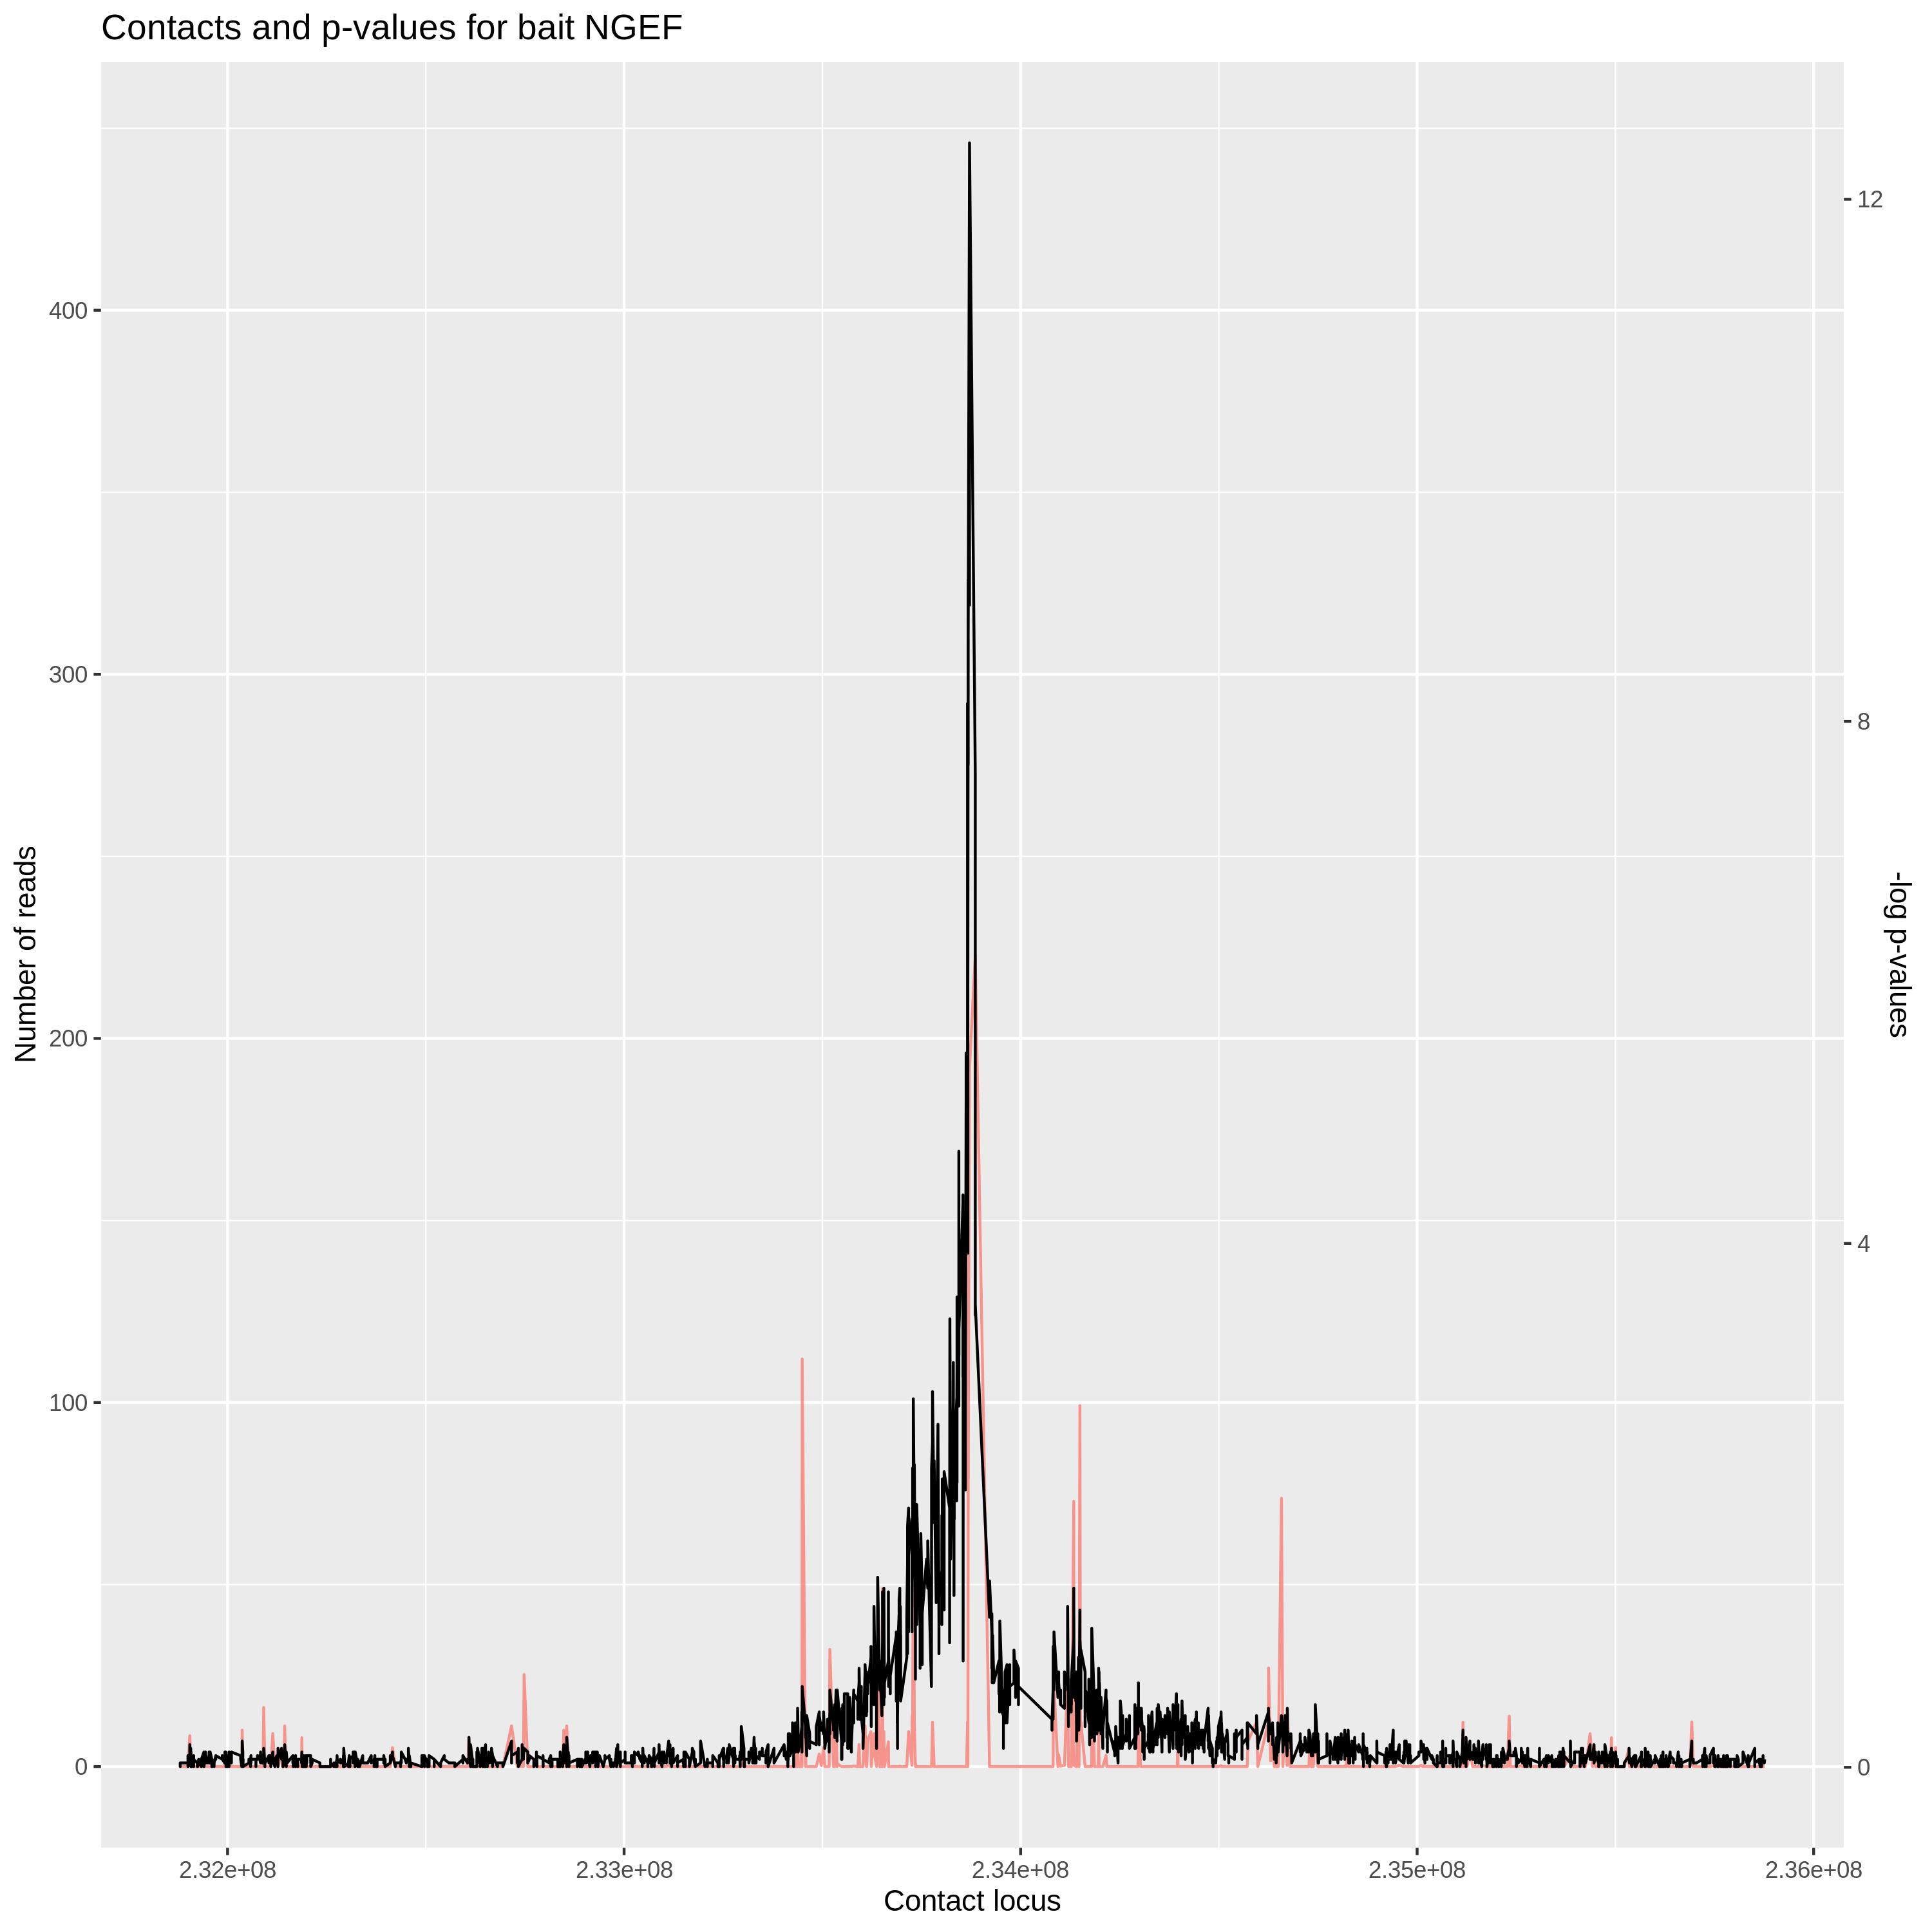 Contacts and p-values for bait NGEF
Number of reads
400
300
200
100
0
12
8
4
0
-log p-values
2.32e+08
2.33e+08
2.34e+08
2.35e+08
2.36e+08
Contact locus